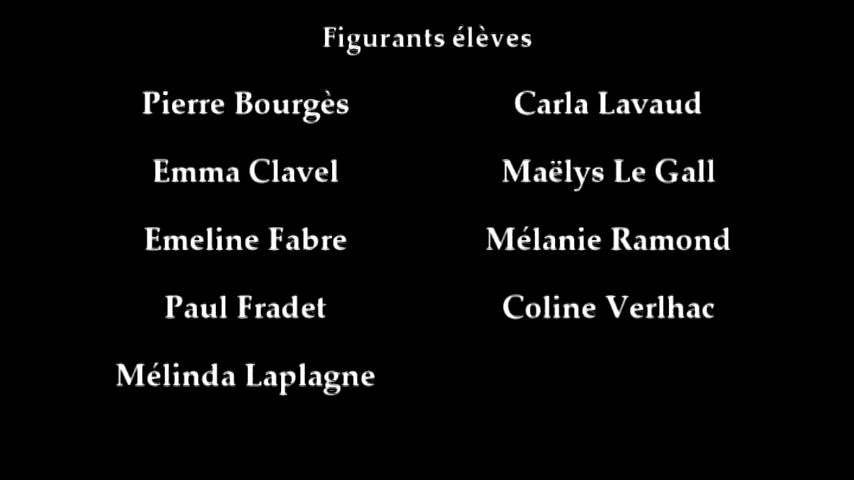 Figurants élèves
Pierre Bourgès
Emma Clavel
Emeline Fabre
Paul Fradet
Mélinda Laplagne
Carla Lavaud
Maëlys Le Gall
Mélanie Ramond
Coline Verlhac